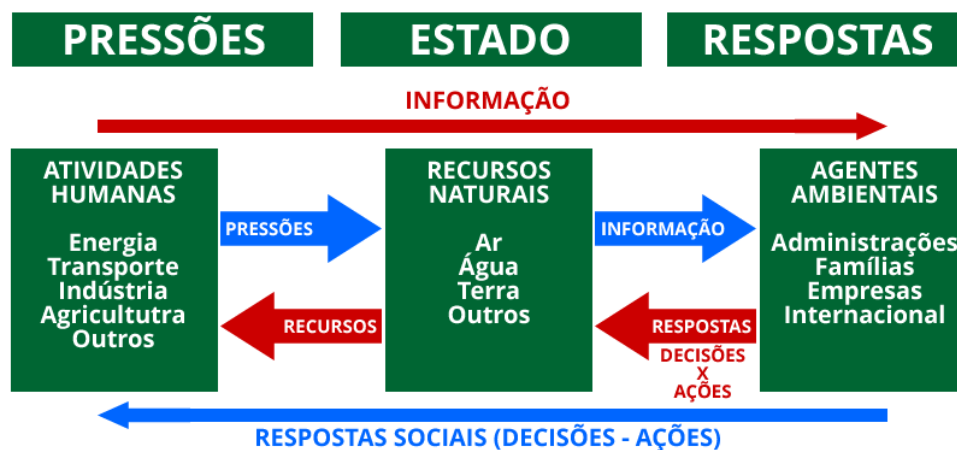 PRESSÕES
ESTADO
RESPOSTAS
INFORMAÇÃO
ATIVIDADES
HUMANAS
Energia
Transporte
Indústria
Agricultutra
Outros
PRESSÕES
RECURSOS
RECURSOS
NATURAIS
Ar
Água
Terra
Outros
INFORMAÇÃO
RESPOSTAS
DECISÕES
X
AÇÕES
AGENTES
AMBIENTAIS
Administrações
Famílias
Empresas
Internacional
RESPOSTAS SOCIAIS (DECISÕES - AÇÕES)